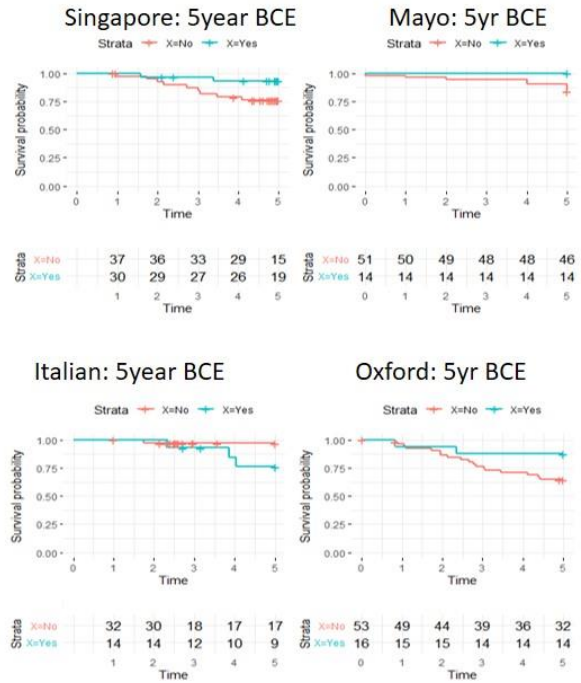 Singapore: 5year BCE
Strata X=No X=Yes
Survival probability
1.00
0.75
0.50
0.25
0.00
0 1 2 3 4 5
Time
Strata
X=No 37 36 33 29 15
X=Yes 30 29 27 26 19
1 2 3 4 5
Time
Mayo: 5yr BCE
Strata X=No X=Yes
Survival probability
1.00
0.75
0.50
0.25
0.00
0 1 2 3 4 5
Time
Strata
X=No 51 50 49 48 48 46
X=Yes 14 14 14 14 14 14
0 1 2 3 4 5
Time
Italian: 5year BCE
Strata X=No X=Yes
Survival probability
1.00
0.75
0.50
0.25
0.00
0 1 2 3 4 5
Time
Strata
X=No 32 30 18 17 17
X=Yes 14 14 12 10 9
1 2 3 4 5
Time
Oxford: 5yr BCE
Strata X=No X=Yes
Survival probability
1.00
0.75
0.50
0.25
0.00
0 1 2 3 4 5
Time
Strata
X=No 53 49 44 39 36 32
X=Yes 16 15 15 14 14 14
0 1 2 3 4 5
Time